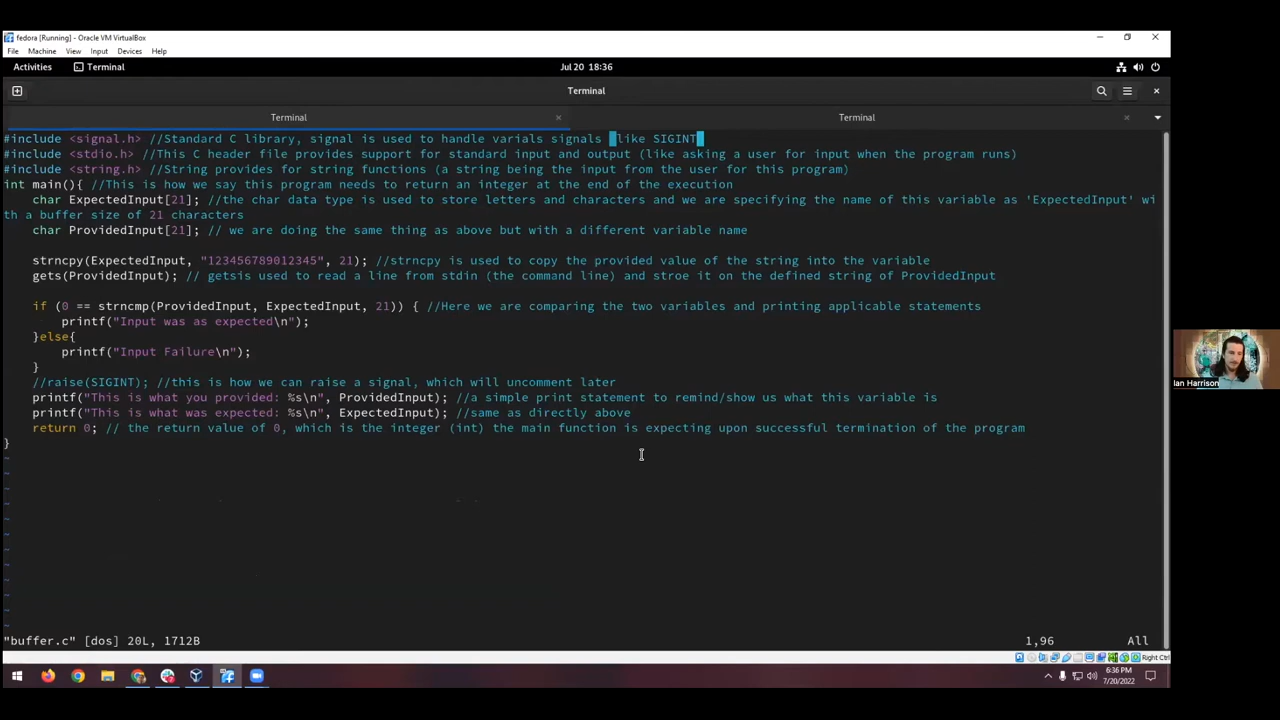 fedora [Running] - Oracle VM VirtualBox
File Machine View Input Devices Help
Activities Terminal Jul 20 18:36
Terminal
Terminal Terminal
#include <signal.h> //Standard C library, signal is used to handle varials signals (like SIGINT)
#include <stdio.h> //This C header file provides support for standard input and output (like asking a user for input when the program runs)
#include <string.h> //String provides for string functions (a string being the input from the user for this program)
int main(){ //This is how we say this program needs to return an integer at the end of the execution
char ExpectedInput[21]; //the char data type is used to store letters and characters and we are specifying the name of this variable as 'ExpectedInput' wi
th a buffer size of 21 characters
char ProvidedInput[21]; // we are doing the same thing as above but with a different variable name
strncpy(ExpectedInput, "123456789012345", 21); //strncpy is used to copy the provided value of the string into the variable
gets(ProvidedInput); // getsis used to read a line from stdin (the command line) and stroe it on the defined string of ProvidedInput
if (0 == strncmp(ProvidedInput, ExpectedInput, 21)) { //Here we are comparing the two variables and printing applicable statements
printf("Input was as expected\n");
}else{
printf("Input Failure\n");
}
//raise(SIGINT); //this is how we can raise a signal, which will uncomment later
printf("This is what you provided: %s\n", ProvidedInput); //a simple print statement to remind/show us what this variable is
printf("This is what was expected: %s\n", ExpectedInput); //same as directly above
return 0; // the return value of 0, which is the integer (int) the main function is expecting upon successful termination of the program
}
~
~
~
~
~
~
~
~
~
~
~
~
"buffer.c" [dos] 20L, 1712B 1,96 All
Ian Harrison
Right Ctrl
6:36 PM
7/20/2022